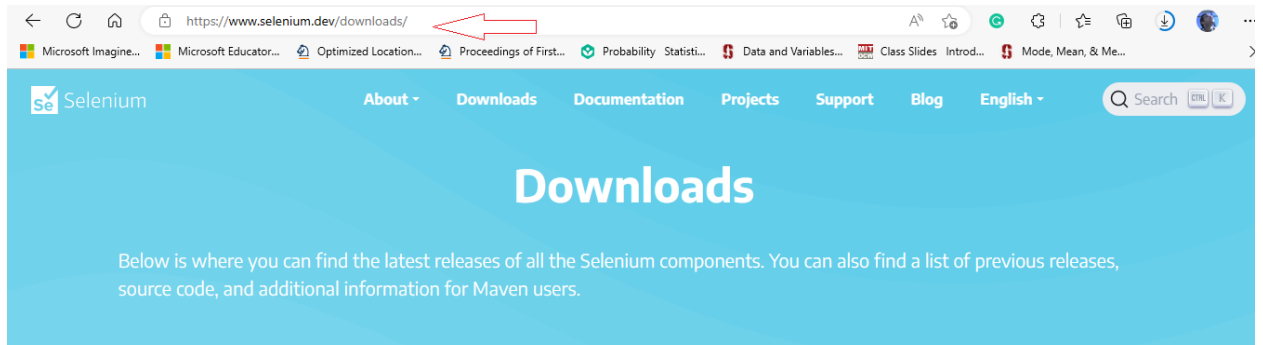 https://www.selenium.dev/downloads/
Microsoft Imagine... Microsoft Educator... Optimized Location... Proceedings of First... Probability Statisti... Data and Variables... Class Slides Introd... Mode, Mean, & Me...
Se Selenium About Downloads Documentation Projects Support Blog English Search CTRL K
Downloads
Below is where you can find the latest releases of all the Selenium components. You can also find a list of previous releases,
source code, and additional information for Maven users.